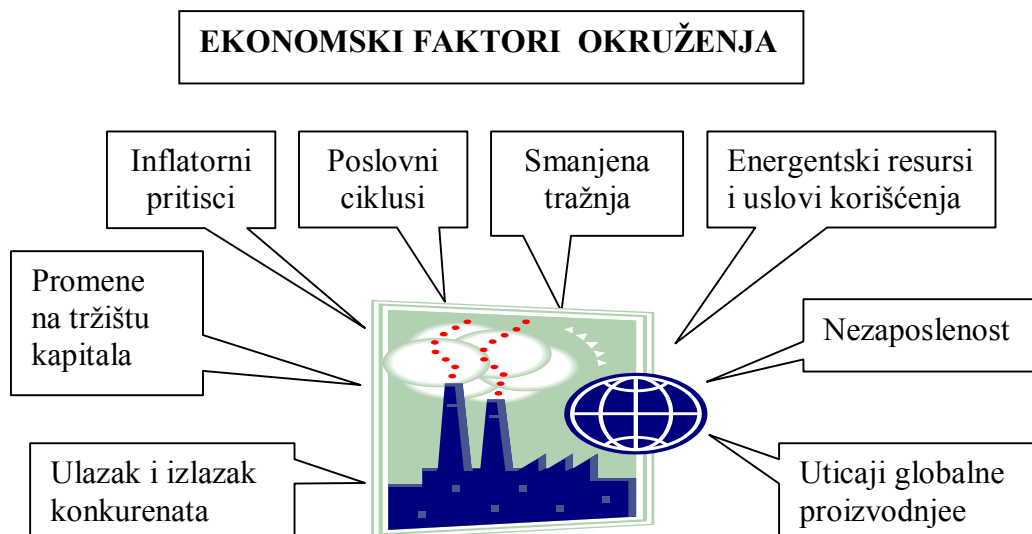 EKONOMSKI FAKTORI OKRUŽENJA
Inflatorni
pritisci
Poslovni
ciklusi
Smanjena
tražnja
Energentski resursi
i uslovi korišćenja
Promene
na tržištu
kapitala
Nezaposlenost
Ulazak i izlazak
konkurenata
Uticaji globalne
proizvodnjee